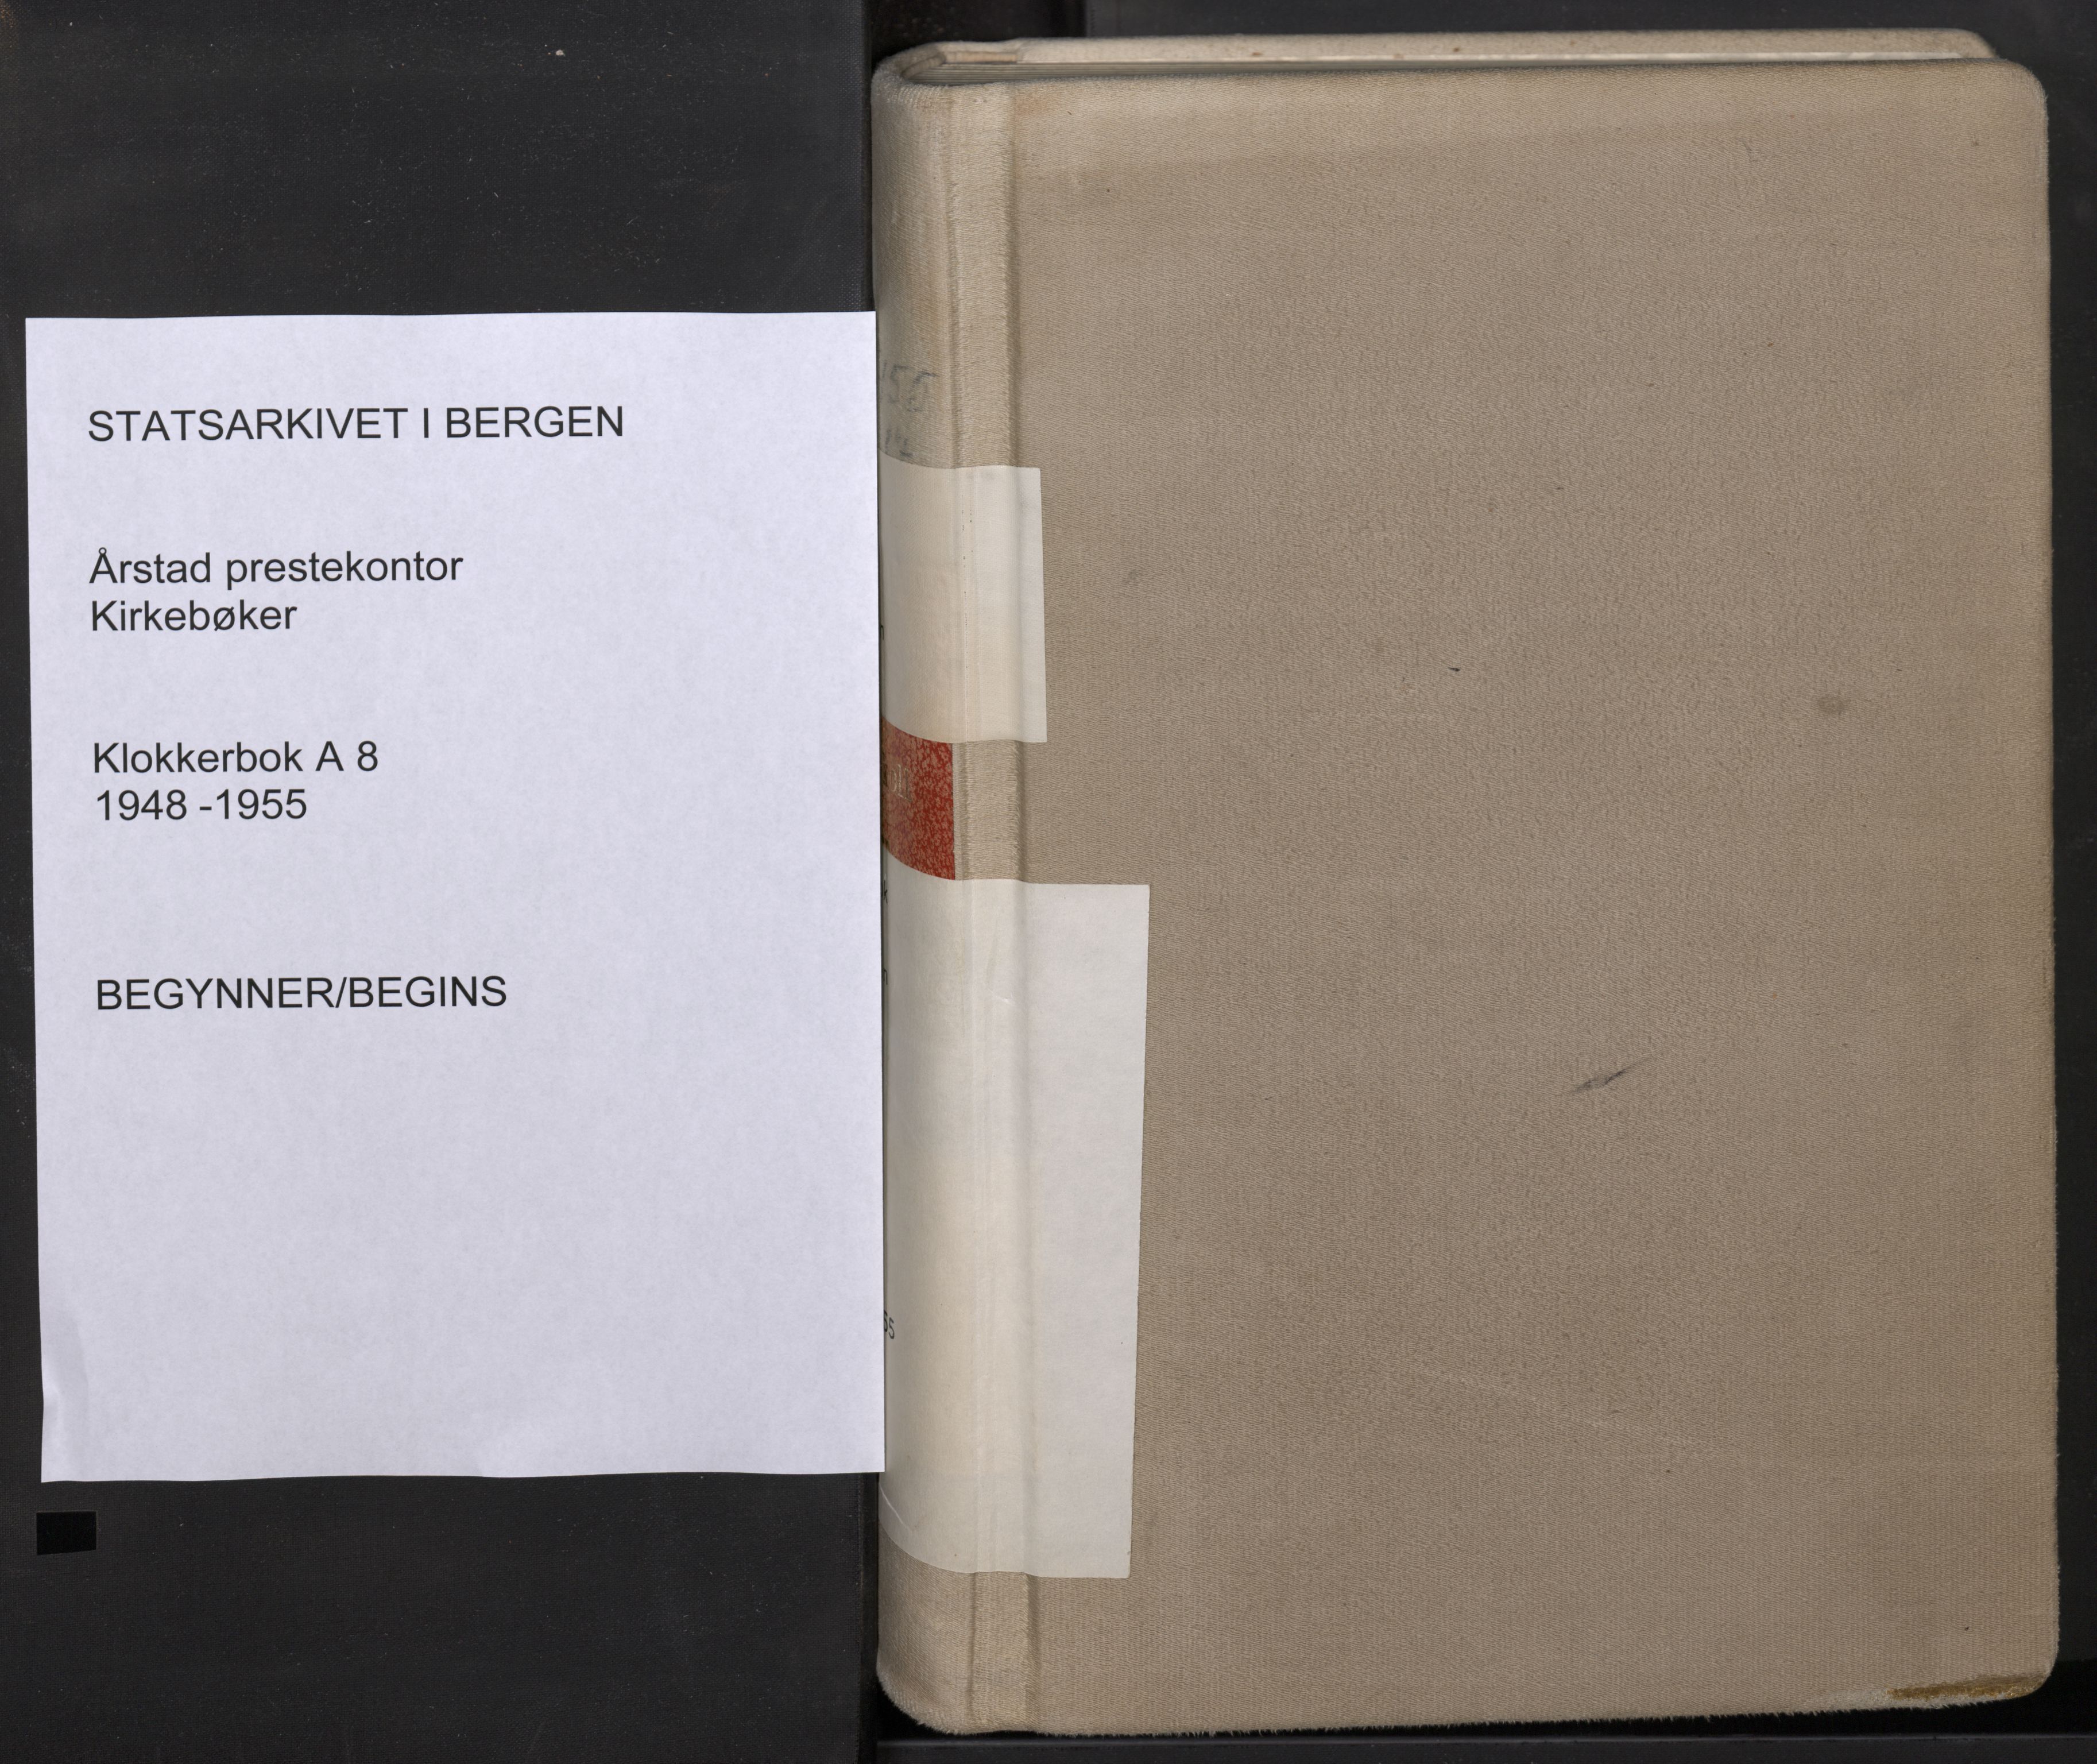 STATSARKIVET I BERGEN
Årstad prestekontor
Kirkebøker
Klokkerbok A 8
1948 -1955
BEGYNNER/BEGINS